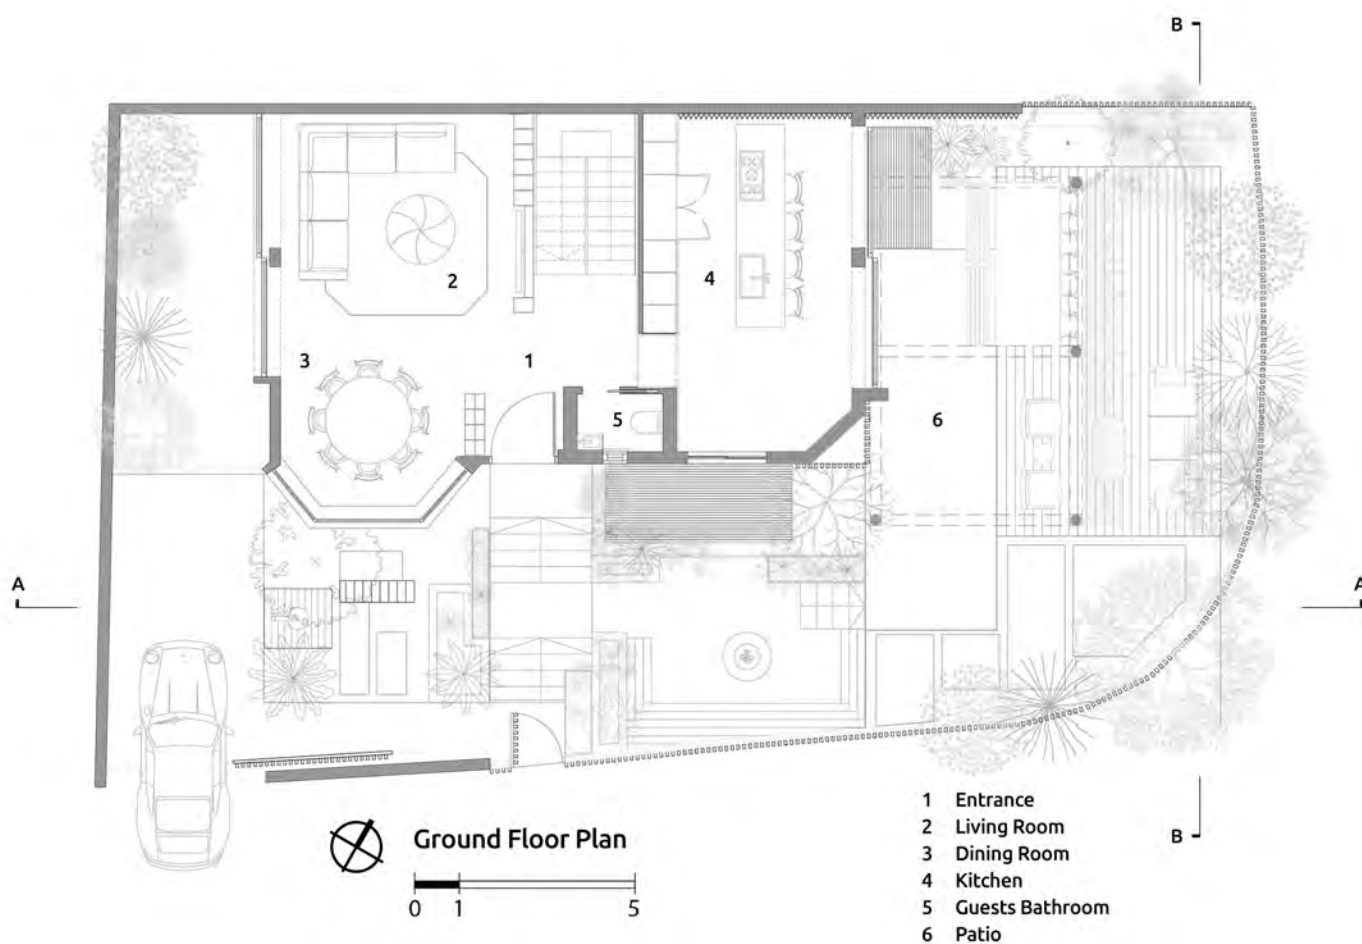 B
2
4
3
1
5
6
A
A
Ground Floor Plan
0 1 5
B
1 Entrance
2 Living Room
3 Dining Room
4 Kitchen
5 Guests Bathroom
6 Patio